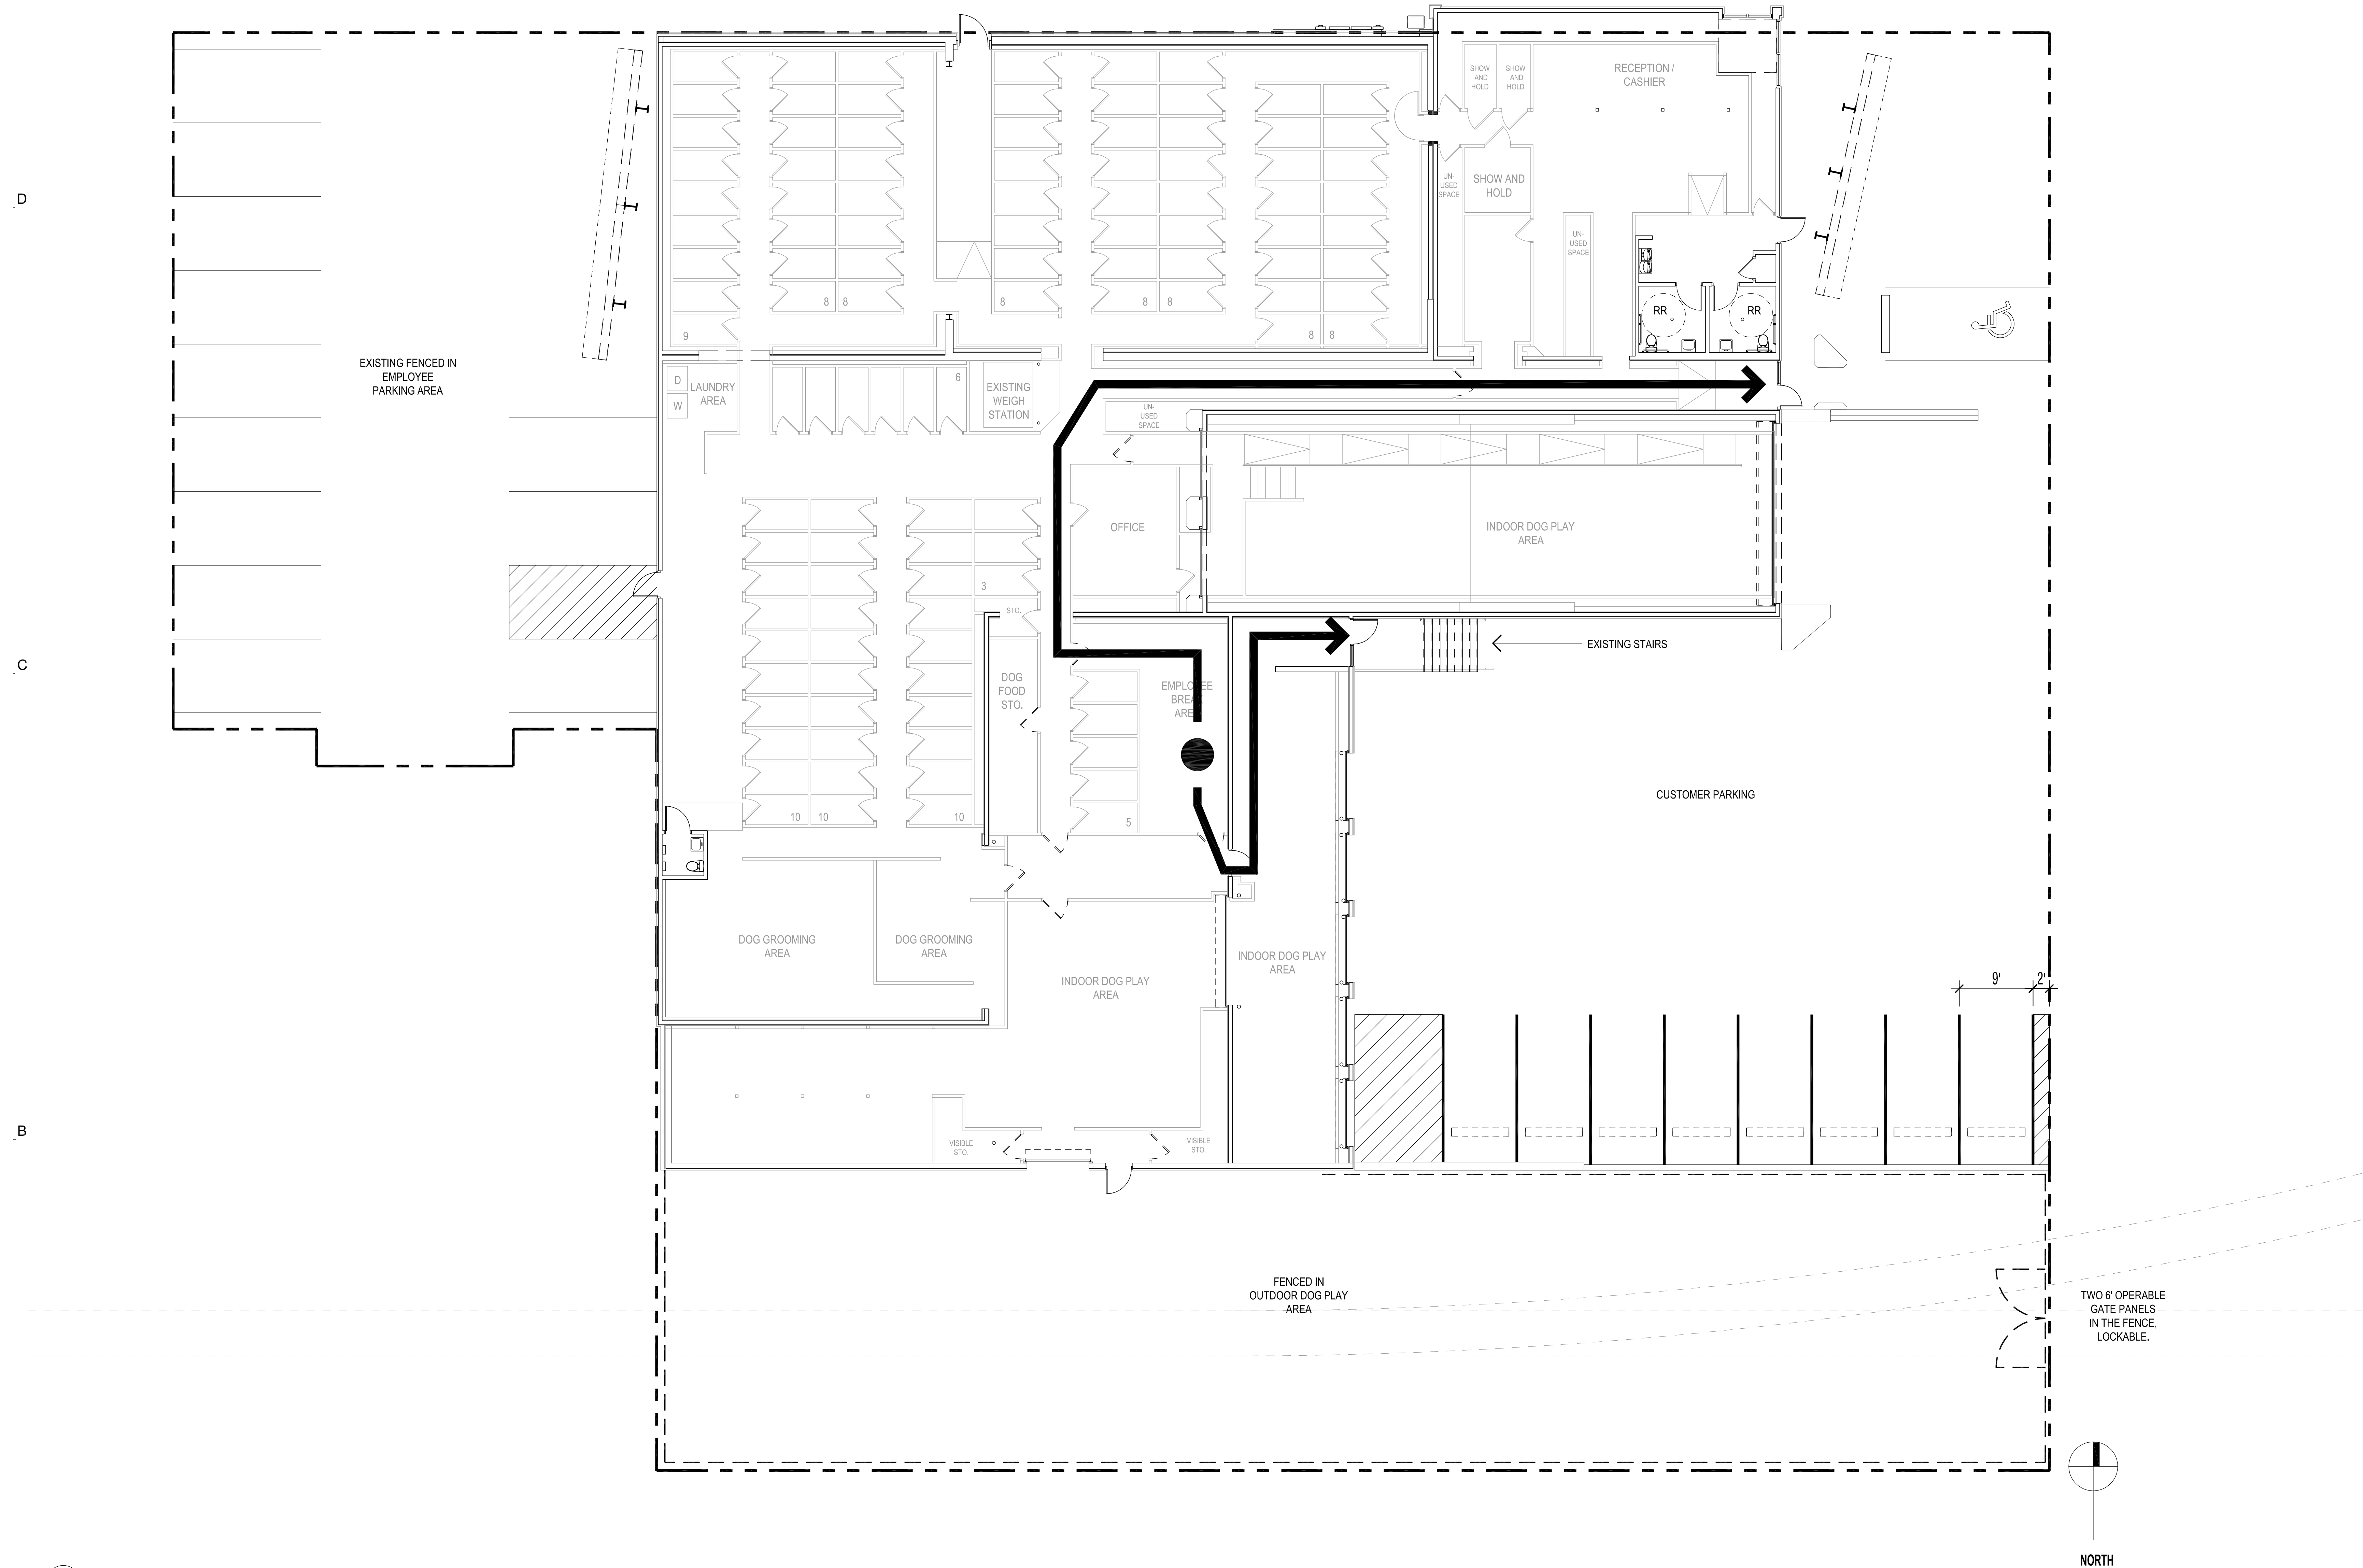 D
C
B
EXISTING FENCED IN
EMPLOYEE
PARKING AREA
SHOW
AND
HOLD
SHOW
AND
HOLD
RECEPTION /
CASHIER
UN-
USED
SPACE
SHOW AND
HOLD
UN-
USED
SPACE
RR
RR
8
8
8
8
8
8
8
9
D
W
LAUNDRY
AREA
6
EXISTING
WEIGH
STATION
UN-
USED
SPACE
OFFICE
INDOOR DOG PLAY
AREA
3
STO.
DOG
FOOD
STO.
EMPLOYEE
BREAK
AREA
EXISTING STAIRS
CUSTOMER PARKING
10
10
10
5
DOG GROOMING
AREA
DOG GROOMING
AREA
INDOOR DOG PLAY
AREA
INDOOR DOG PLAY
AREA
9'
2'
VISIBLE
STO.
VISIBLE
STO.
FENCED IN
OUTDOOR DOG PLAY
AREA
TWO 6' OPERABLE
GATE PANELS
IN THE FENCE,
LOCKABLE.
NORTH